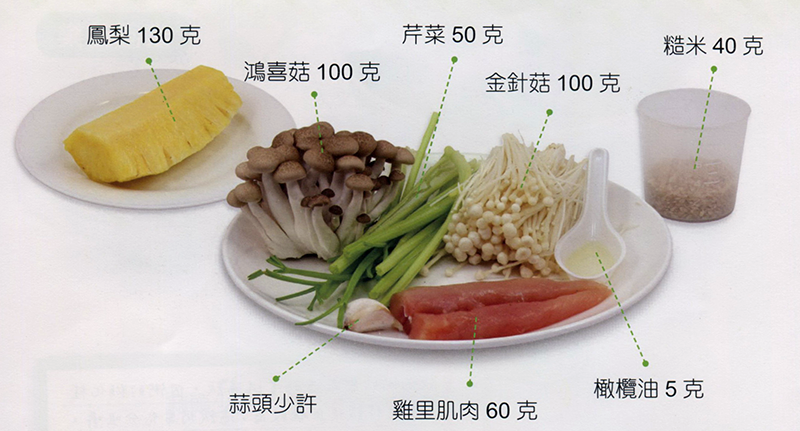 鳳梨 130 克
芹菜 50 克
糙米 40 克
鴻喜菇 100 克
金針菇 100 克
蒜頭少許
雞里肌肉 60 克
橄欖油 5 克